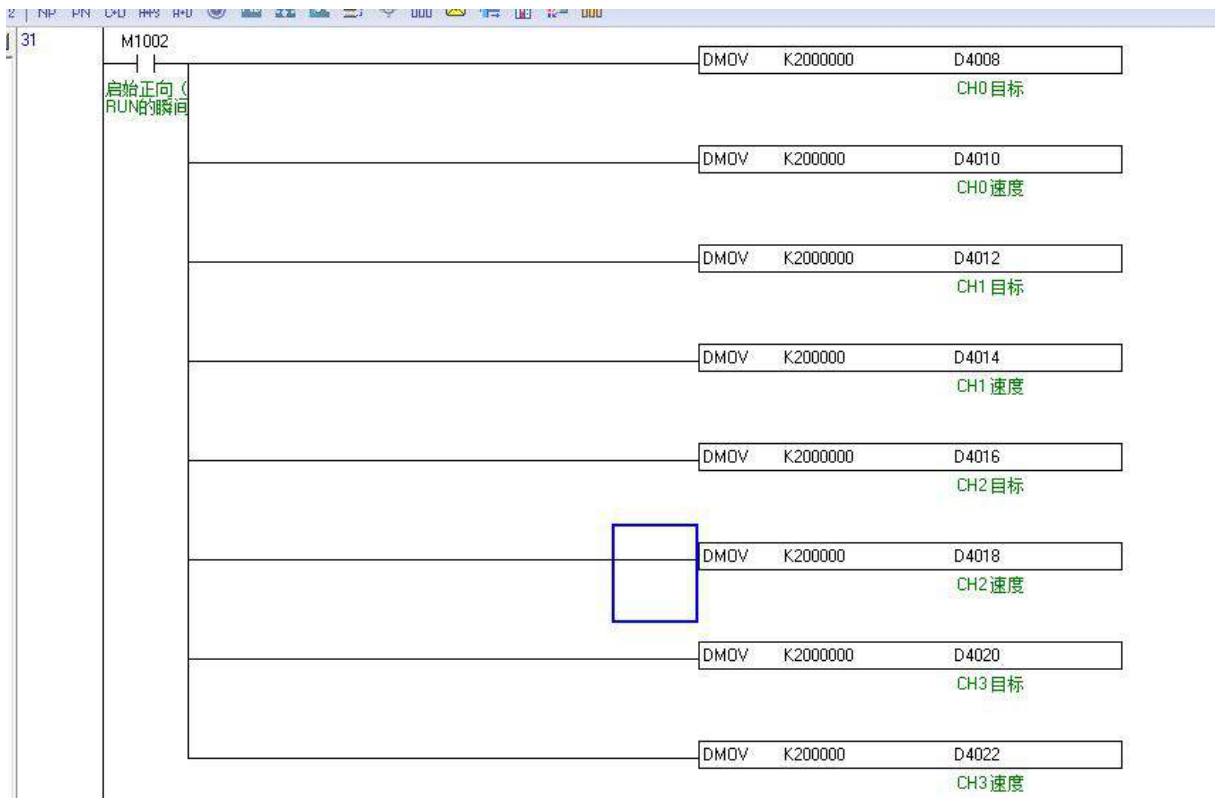 31
M1002
启始正向（
RUN的瞬间
DMOV K2000000 D4008
CH0目标
DMOV K200000 D4010
CH0速度
DMOV K2000000 D4012
CH1目标
DMOV K200000 D4014
CH1速度
DMOV K2000000 D4016
CH2目标
DMOV K200000 D4018
CH2速度
DMOV K2000000 D4020
CH3目标
DMOV K200000 D4022
CH3速度